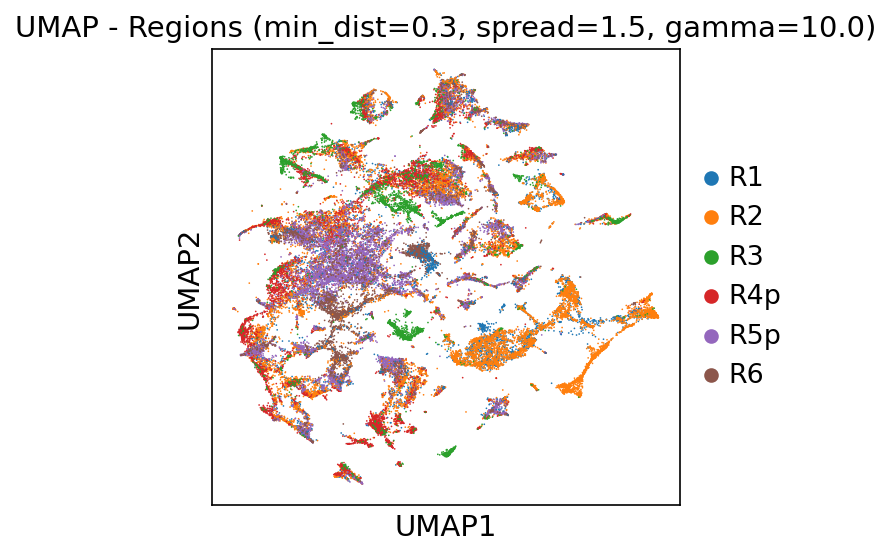 UMAP - Regions (min_dist=0.3, spread=1.5, gamma=10.0)
R1
R2
R3
R4p
R5p
R6
UMAP2
UMAP1